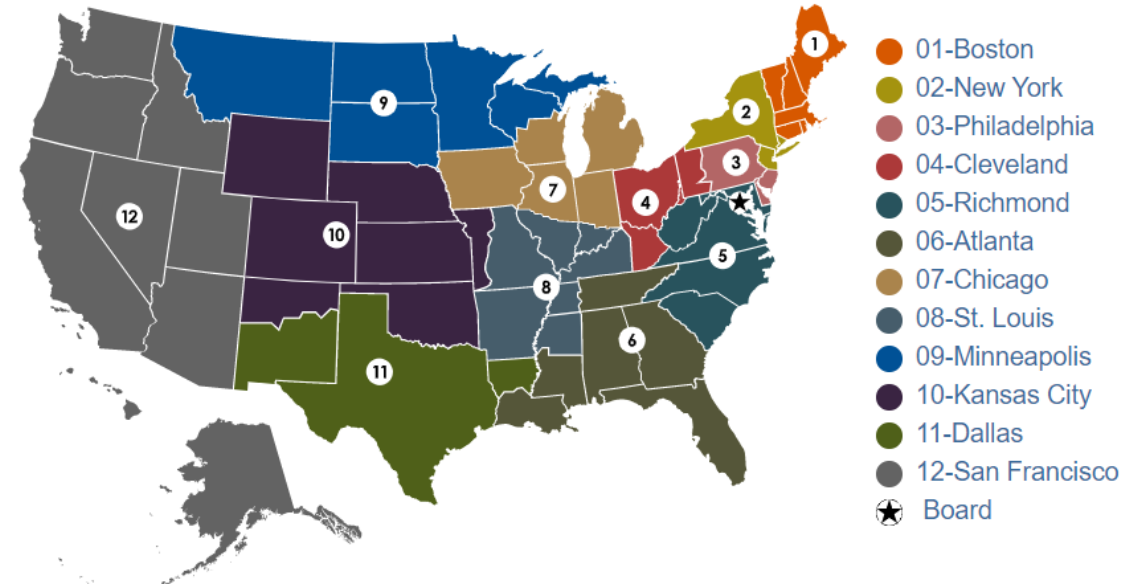 1
2
3
4
5
6
7
8
9
10
11
12
01-Boston
02-New York
03-Philadelphia
04-Cleveland
05-Richmond
06-Atlanta
07-Chicago
08-St. Louis
09-Minneapolis
10-Kansas City
11-Dallas
12-San Francisco
Board